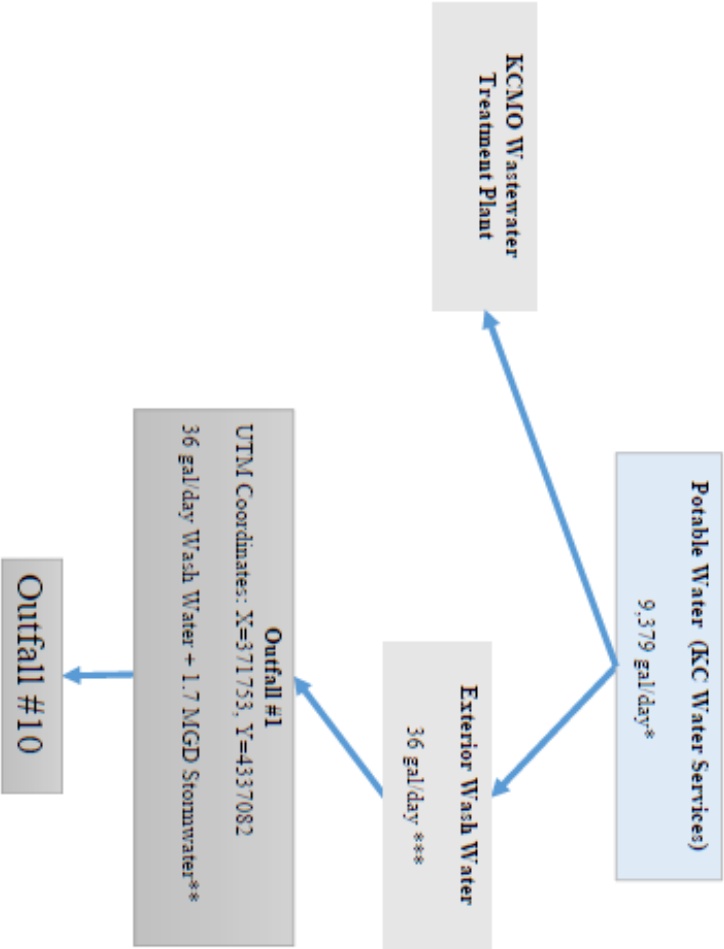 Potable Water (KC Water Services)
9,379 gal/day*
KCMO Wastewater
Treatment Plant
Exterior Wash Water
36 gal/day ***
Outfall #1
UTM Coordinates: X=371753, Y=4337082
36 gal/day Wash Water + 1.7 MGD Stormwater**
Outfall #10